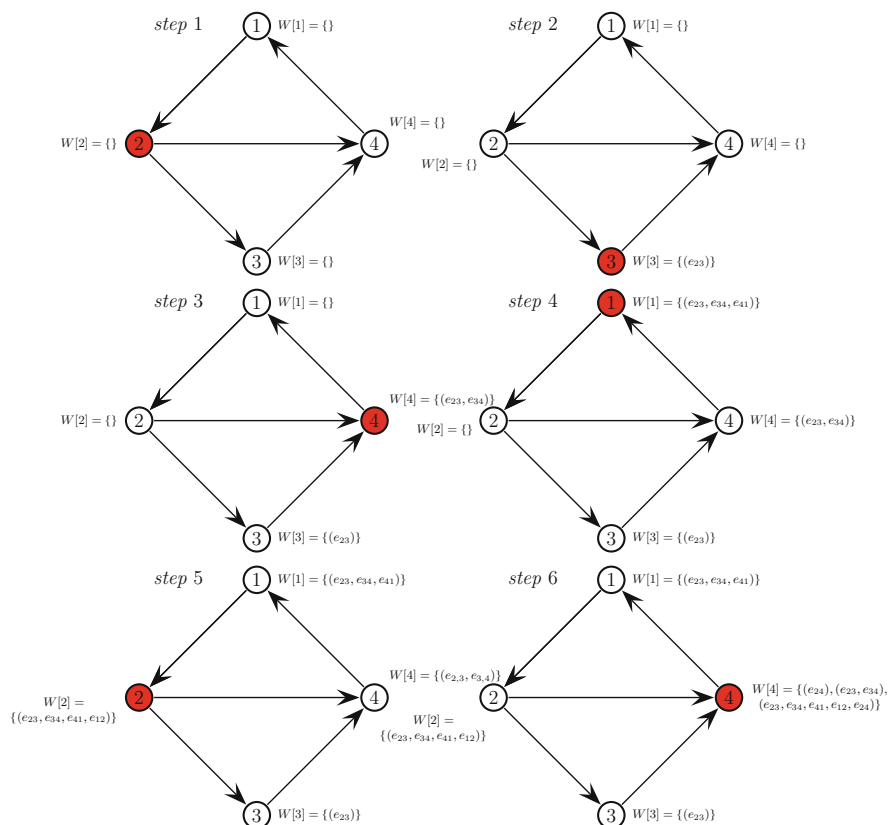 step 1
1
W[1] = {}
W[4] = {}
W[2] = {}
2
4
3
W[3] = {}
step 2
1
W[1] = {}
2
4
W[4] = {}
W[2] = {}
3
W[3] = {(e23)}
step 3
1
W[1] = {}
W[4] = {(e23, e34)}
W[2] = {}
2
4
3
W[3] = {(e23)}
step 4
1
W[1] = {(e23, e34, e41)}
2
4
W[4] = {(e23, e34)}
W[2] = {}
3
W[3] = {(e23)}
step 5
1
W[1] = {(e23, e34, e41)}
W[4] = {(e2,3, e3,4)}
W[2] =
{(e23, e34, e41, e12)}
2
4
3
W[3] = {(e23)}
step 6
1
W[1] = {(e23, e34, e41)}
2
4
W[4] = {(e24), (e23, e34),
(e23, e34, e41, e12, e24)}
W[2] =
{(e23, e34, e41, e12)}
3
W[3] = {(e23)}